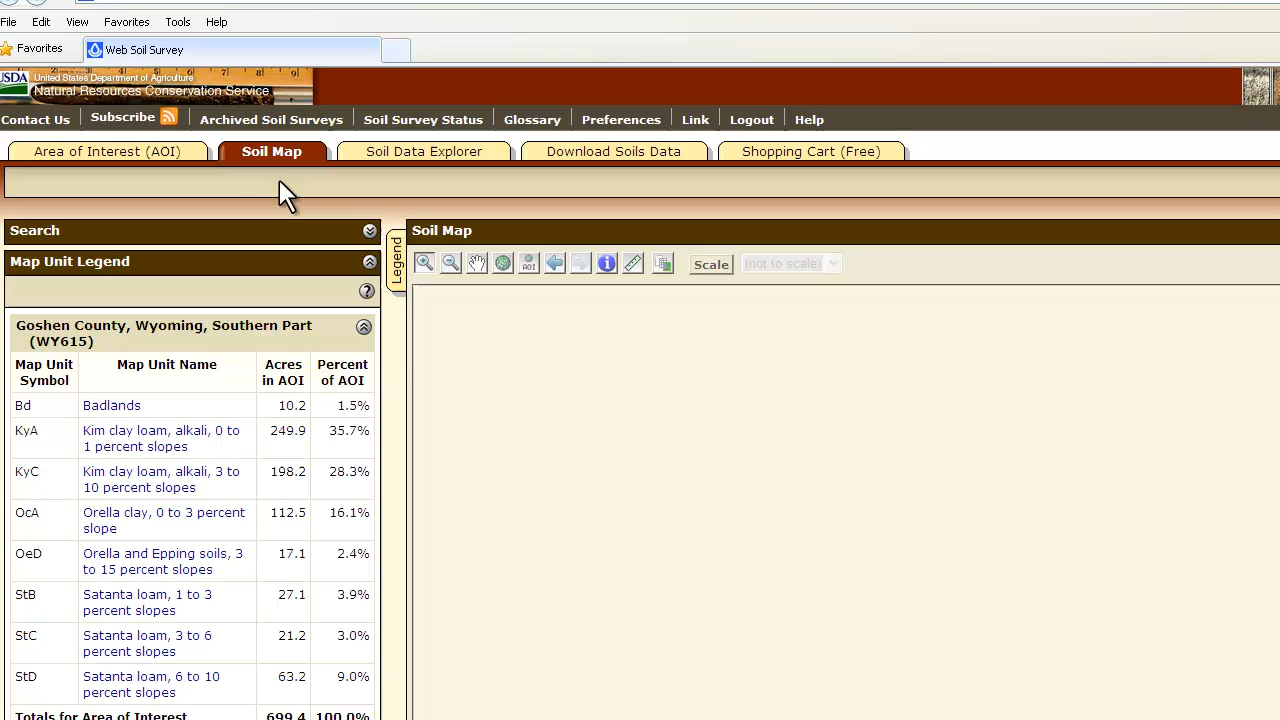 File Edit View Favorites Tools Help
Favorites Web Soil Survey
USDA United States Department of Agriculture
Natural Resources Conservation Service
Contact Us Subscribe Archived Soil Surveys Soil Survey Status Glossary Preferences Link Logout Help
Area of Interest (AOI) Soil Map Soil Data Explorer Download Soils Data Shopping Cart (Free)
Search
Map Unit Legend
Legend
Soil Map
AOI Scale (not to scale)
Goshen County, Wyoming, Southern Part
(WY615)
Map Unit Map Unit Name Acres Percent
Symbol in AOI of AOI
Bd Badlands 10.2 1.5%
KyA Kim clay loam, alkali, 0 to 249.9 35.7%
1 percent slopes
KyC Kim clay loam, alkali, 3 to 198.2 28.3%
10 percent slopes
OcA Orella clay, 0 to 3 percent 112.5 16.1%
slope
OeD Orella and Epping soils, 3 17.1 2.4%
to 15 percent slopes
StB Satanta loam, 1 to 3 27.1 3.9%
percent slopes
StC Satanta loam, 3 to 6 21.2 3.0%
percent slopes
StD Satanta loam, 6 to 10 63.2 9.0%
percent slopes
Totals for Area of Interest 699.4 100.0%